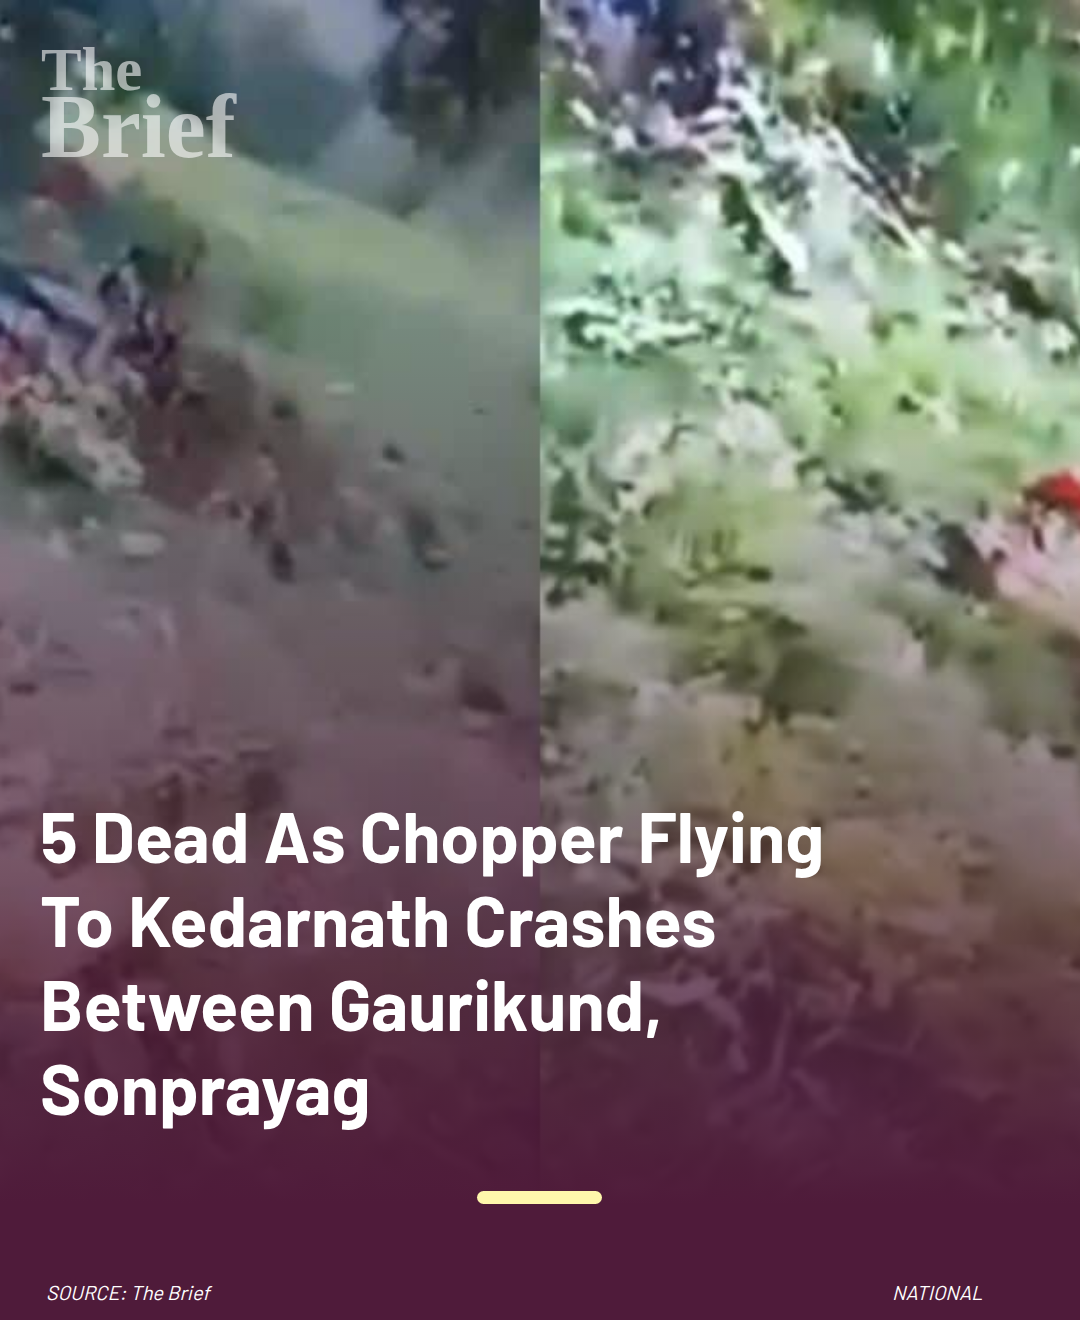 The
Brief
5 Dead As Chopper Flying
To Kedarnath Crashes
Between Gaurikund,
Sonprayag
SOURCE: The Brief
NATIONAL